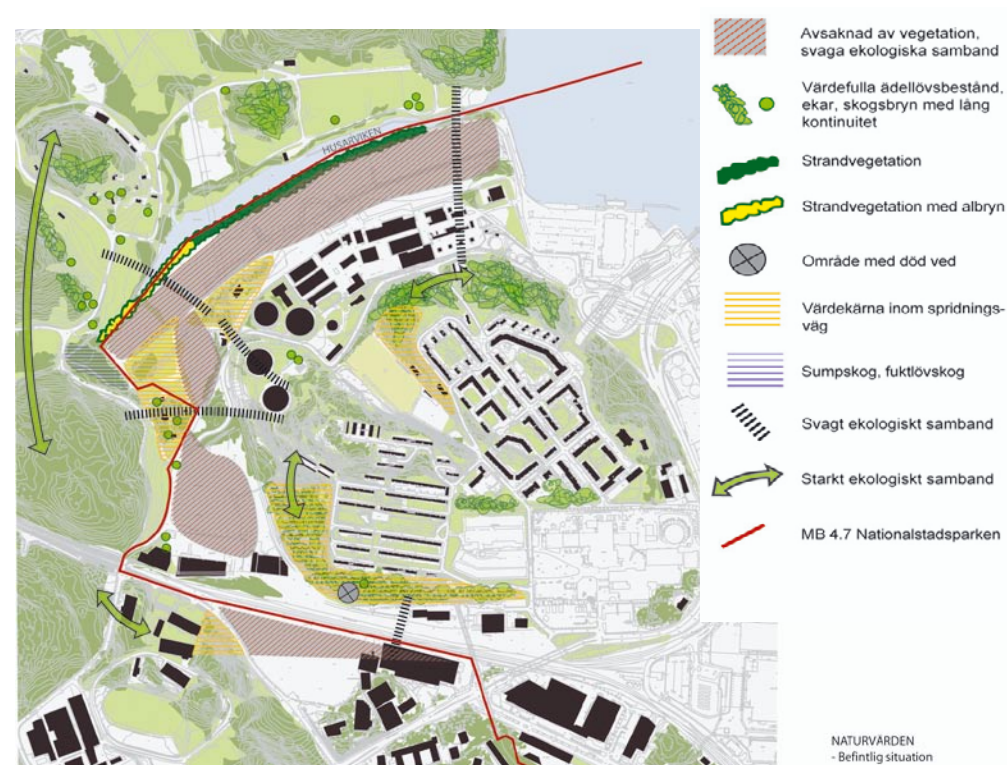 HUSARVIKEN
Avsaknad av vegetation,
svaga ekologiska samband
Värdefulla ädellövsbestånd,
ekar, skogsbryn med lång
kontinuitet
Strandvegetation
Strandvegetation med albryn
Område med död ved
Värdekärna inom spridnings-
väg
Sumpskog, fuktlövskog
Svagt ekologiskt samband
Starkt ekologiskt samband
MB 4.7 Nationalstadsparken
NATURVÄRDEN
- Befintlig situation